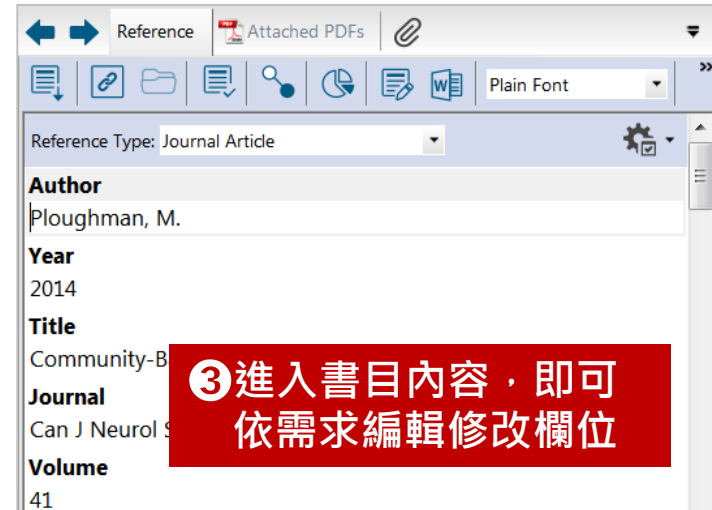 Reference Attached PDFs
Plain Font
Reference Type: Journal Article
Author
Ploughman, M.
Year
2014
Title
Community-B
Journal
Can J Neurol S
Volume
41
❸進入書目內容，即可
依需求編輯修改欄位